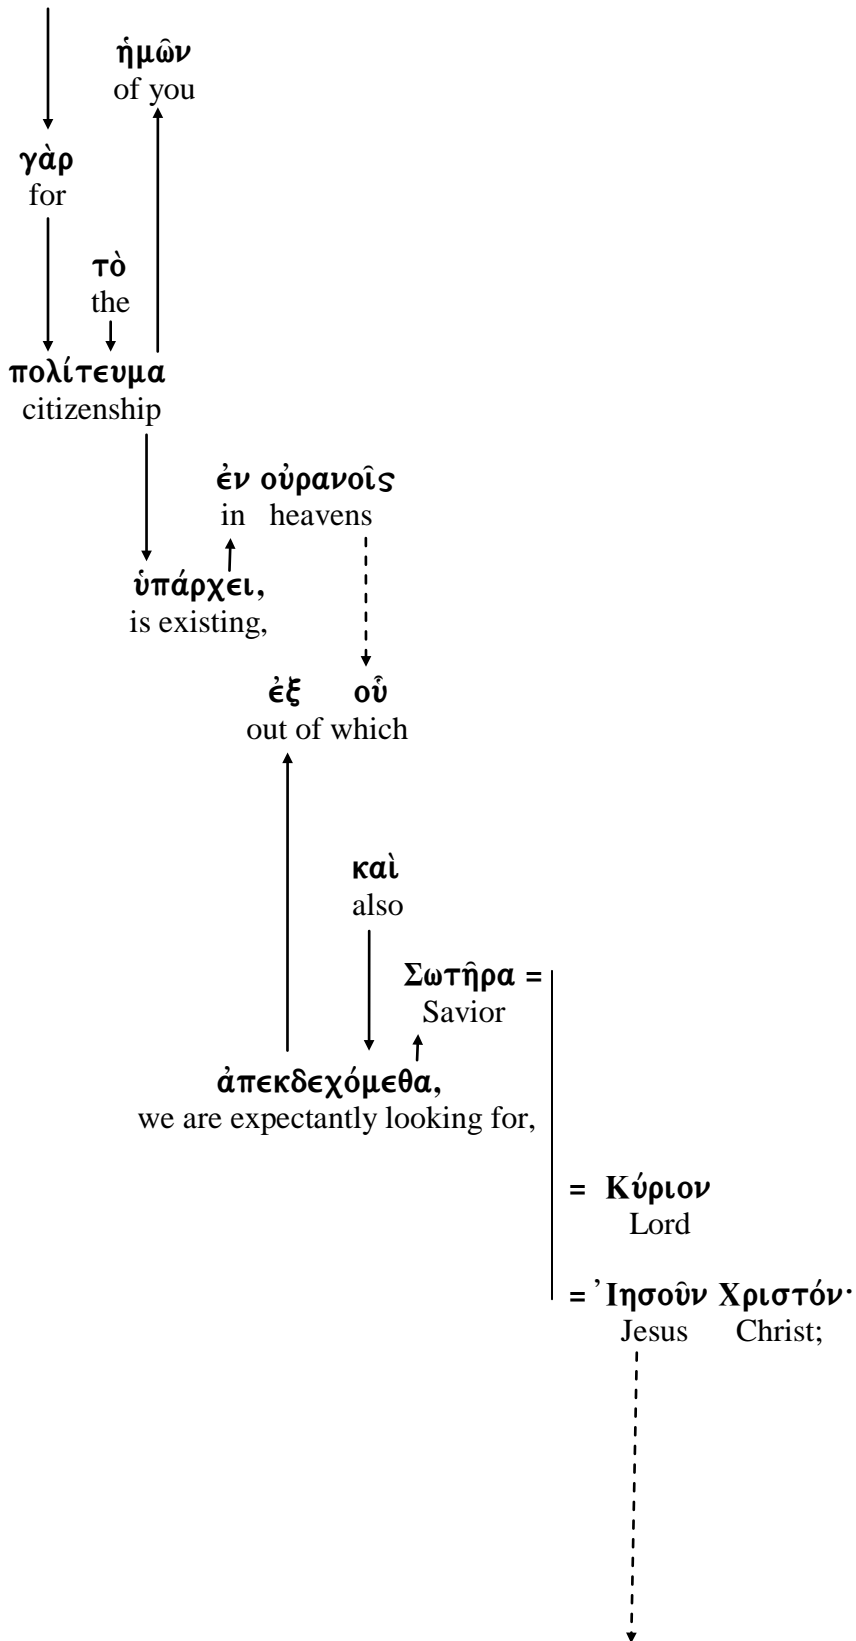 ἡμῶν
of you
γὰρ
for
τὸ
the
πολίτευμα
citizenship
ἐν οὐρανοῖς
in heavens
ὑπάρχει,
is existing,
ἐξ οὗ
out of which
καὶ
also
Σωτῆρα =
Savior
ἀπεκδεχόμεθα,
we are expectantly looking for,
= Κύριον
Lord
= Ἰησοῦν Χριστόν·
Jesus Christ;